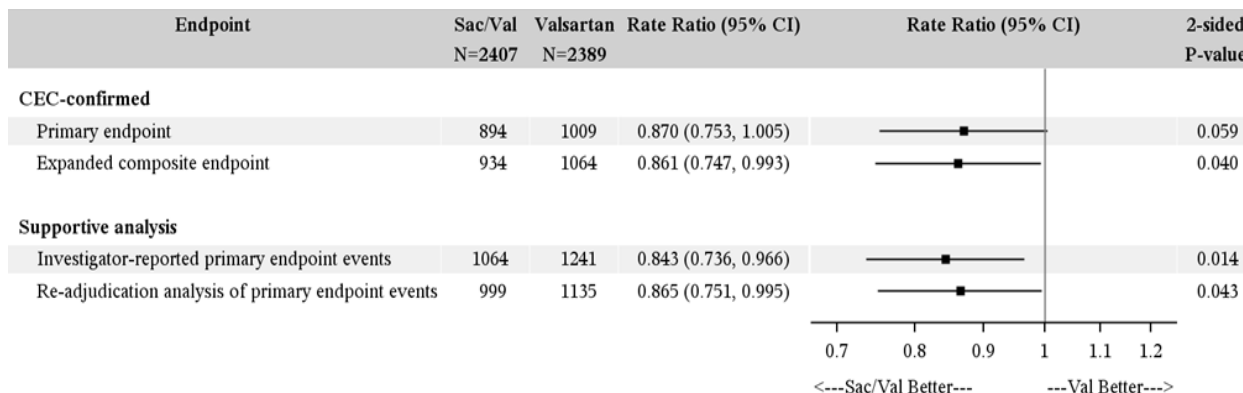 Endpoint Sac/Val Valsartan Rate Ratio (95% CI) Rate Ratio (95% CI) 2-sided
N=2407 N=2389 P-value
CEC-confirmed
Primary endpoint 894 1009 0.870 (0.753, 1.005) 0.059
Expanded composite endpoint 934 1064 0.861 (0.747, 0.993) 0.040
Supportive analysis
Investigator-reported primary endpoint events 1064 1241 0.843 (0.736, 0.966) 0.014
Re-adjudication analysis of primary endpoint events 999 1135 0.865 (0.751, 0.995) 0.043
0.7 0.8 0.9 1 1.1 1.2
<---Sac/Val Better--- ---Val Better--->